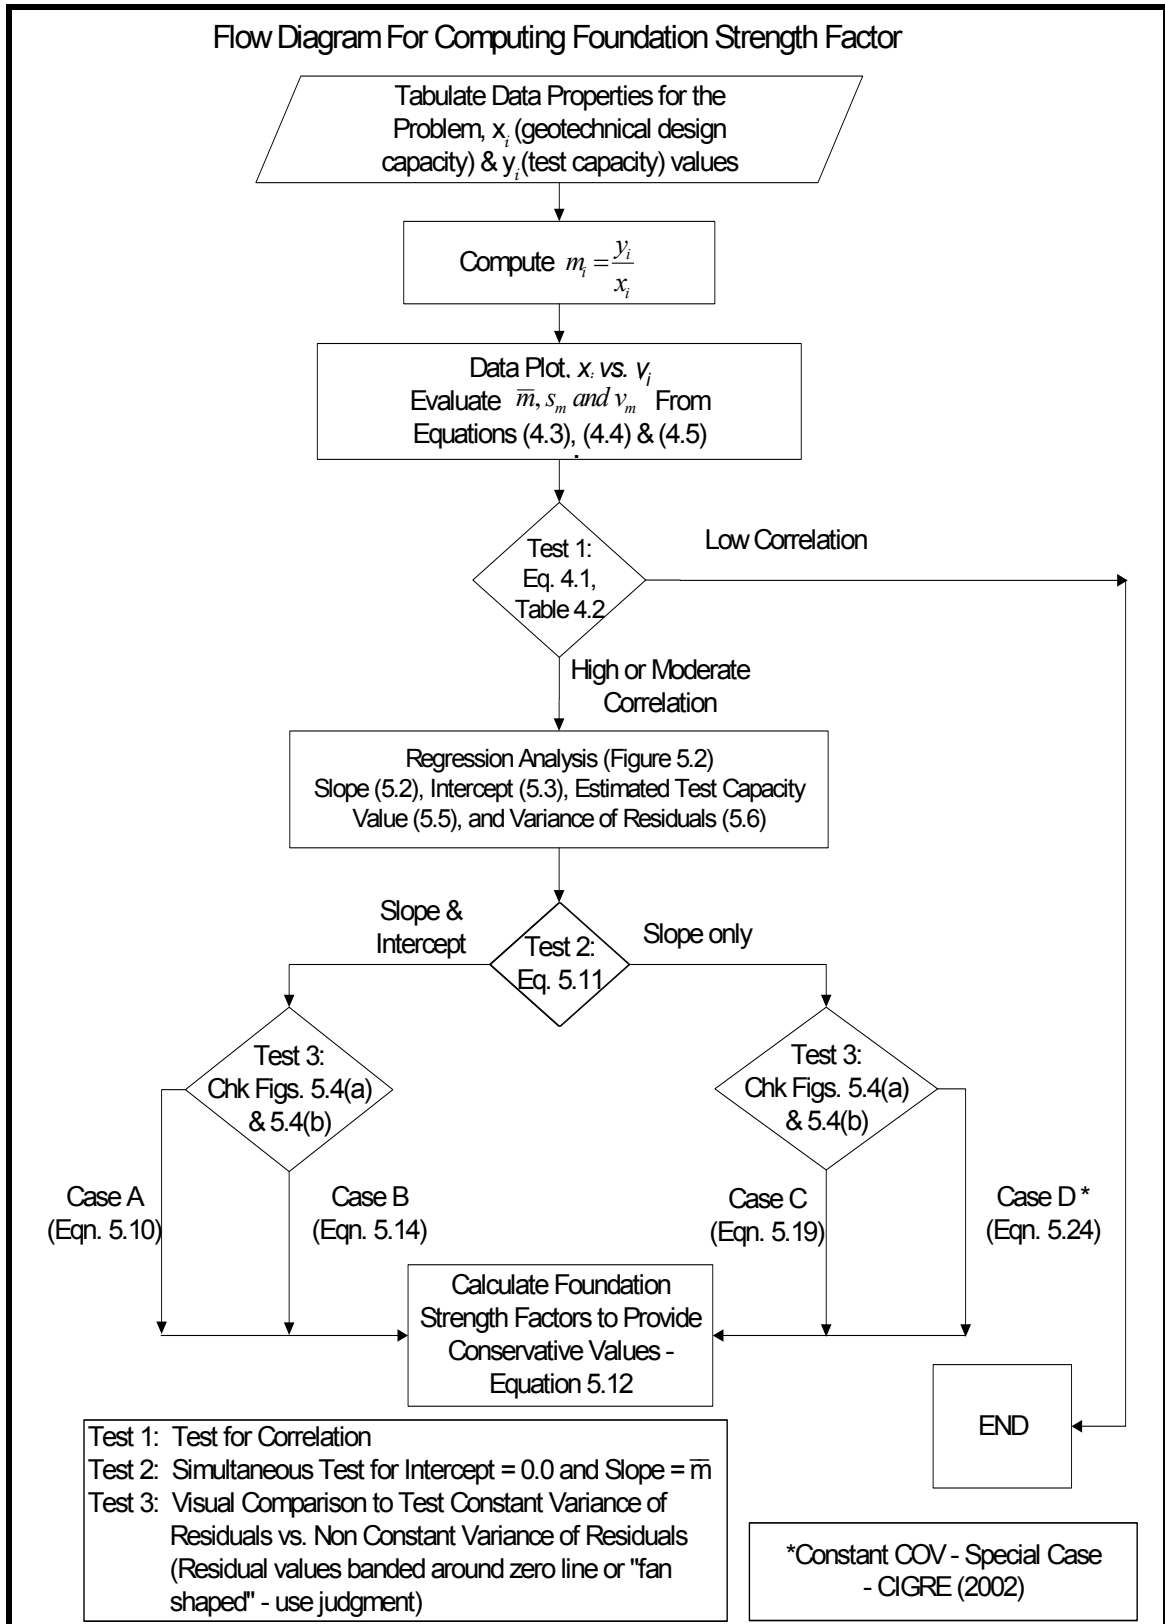 Flow Diagram For Computing Foundation Strength Factor
Tabulate Data Properties for the
Problem, x_i (geotechnical design
capacity) & y_i (test capacity) values
Compute m_i = y_i / x_i
Data Plot, x_i vs. y_i
Evaluate m̅, s_m and v_m From
Equations (4.3), (4.4) & (4.5)
.
Test 1:
Eq. 4.1,
Table 4.2
Low Correlation
High or Moderate
Correlation
Regression Analysis (Figure 5.2)
Slope (5.2), Intercept (5.3), Estimated Test Capacity
Value (5.5), and Variance of Residuals (5.6)
Slope &
Intercept
Test 2:
Eq. 5.11
Slope only
Test 3:
Chk Figs. 5.4(a)
& 5.4(b)
Test 3:
Chk Figs. 5.4(a)
& 5.4(b)
Case A
(Eqn. 5.10)
Case B
(Eqn. 5.14)
Case C
(Eqn. 5.19)
Case D *
(Eqn. 5.24)
Calculate Foundation
Strength Factors to Provide
Conservative Values -
Equation 5.12
END
Test 1: Test for Correlation
Test 2: Simultaneous Test for Intercept = 0.0 and Slope = m̅
Test 3: Visual Comparison to Test Constant Variance of
Residuals vs. Non Constant Variance of Residuals
(Residual values banded around zero line or "fan
shaped" - use judgment)
*Constant COV - Special Case
- CIGRE (2002)